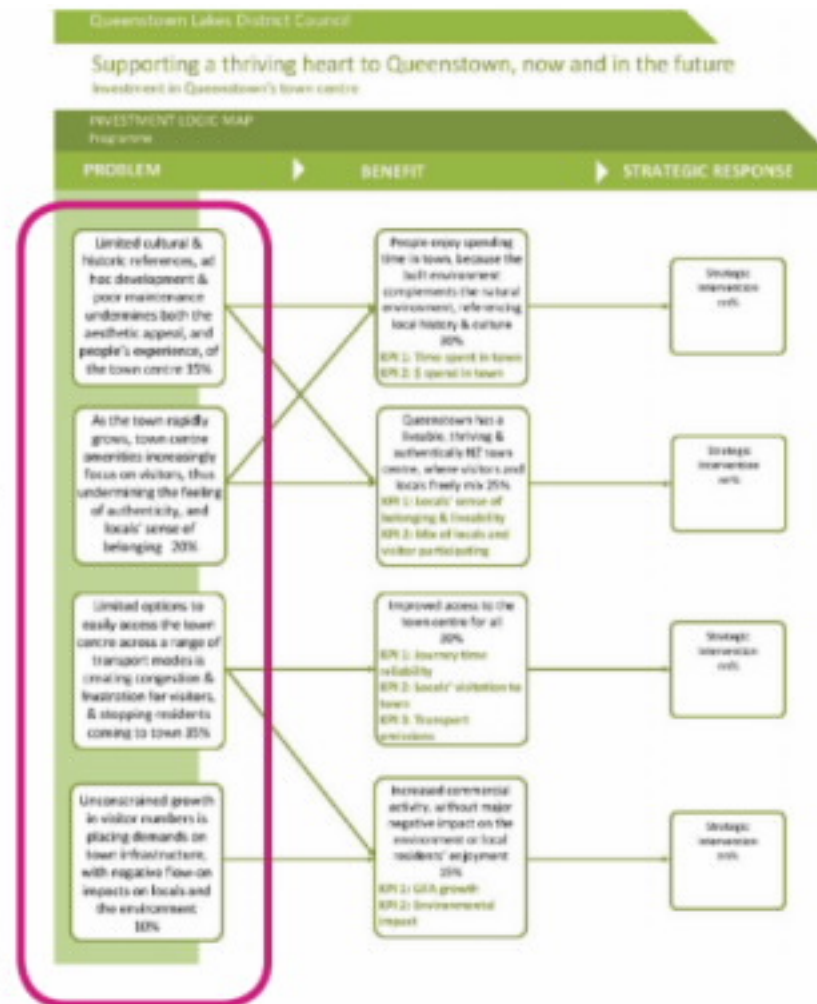 Queenstown Lakes District Council
Supporting a thriving heart to Queenstown, now and in the future
Investment in Queenstown's town centre
INVESTMENT LOGIC MAP
Programme
PROBLEM
BENEFIT
STRATEGIC RESPONSE
Limited cultural &
historic references, ad
hoc development &
poor maintenance
undermines both the
aesthetic appeal, and
people's experience, of
the town centre
As the town rapidly
grows, town centre
amenities increasingly
focus on visitors, thus
undermining the feeling
of authenticity, and
locals' sense of
belonging 20%
Limited options to
easily access the town
centre across a range of
transport modes is
creating congestion &
frustration for visitors,
& stopping residents
coming to town 35%
Unconstrained growth
in visitor numbers is
placing demands on
town infrastructure,
with negative flow-on
impacts on locals and
the environment
10%
People enjoy spending
time in town, because the
built environment
complements the natural
environment, referencing
local history & culture
30%
KPI 1: Time spent in town
KPI 2: $ spend in town
Queenstown has a
liveable, thriving &
authentically NZ town
centre, where visitors and
locals freely mix 25%
KPI 1: Locals' sense of
belonging & liveability
KPI 2: Mix of locals and
visitor participating
Improved access to the
town centre for all
30%
KPI 1: Journey time
reliability
KPI 2: Locals' visitation to
town
KPI 3: Transport
emissions
Increased commercial
activity, without major
negative impact on the
environment or local
residents' enjoyment
15%
KPI 1: growth
KPI 2: Environmental
impact
Strategic
Intervention
Strategic
Intervention
Strategic
Intervention
Strategic
Intervention